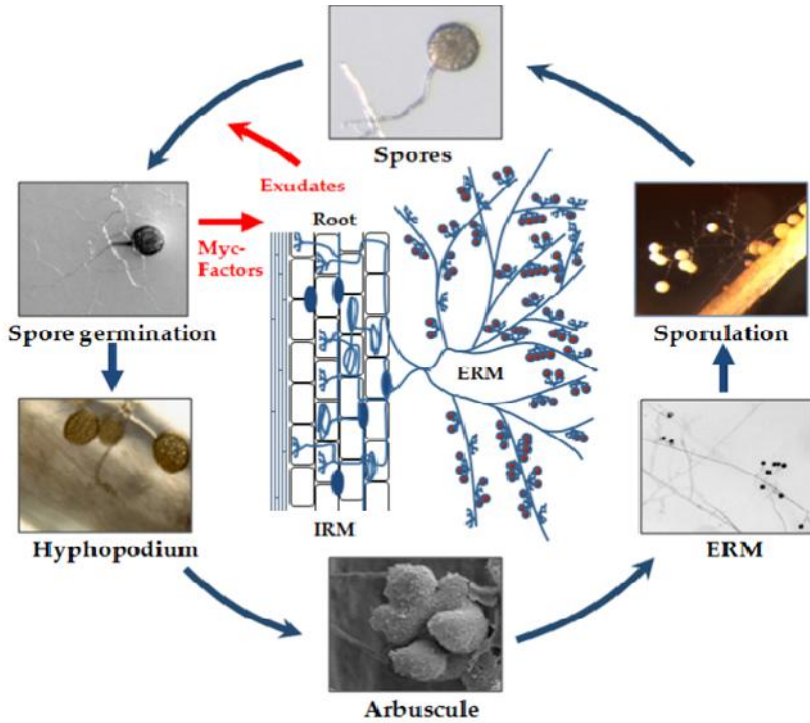 Spores
Exudates
Root
Myc-
Factors
Spore germination
Sporulation
ERM
Hyphopodium
IRM
ERM
Arbuscule